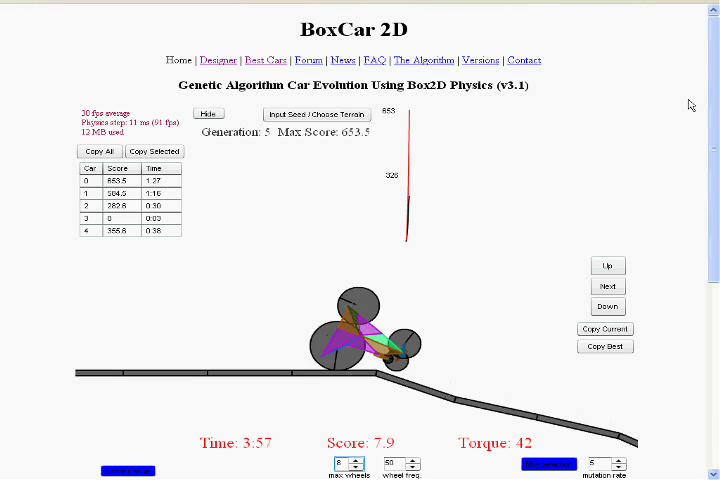 BoxCar 2D
Home | Designer | Best Cars | Forum | News | FAQ | The Algorithm | Versions | Contact
Genetic Algorithm Car Evolution Using Box2D Physics (v3.1)
30 fps average
Physics step: 11 ms (91 fps)
12 MB used
Hide
Input Seed / Choose Terrain
Generation: 5 Max Score: 653.5
653
326
Copy All Copy Selected
Car Score Time
0 653.5 1:27
1 584.5 1:16
2 282.6 0:30
3 0 0:03
4 355.6 0:38
Up
Next
Down
Copy Current
Copy Best
Time: 3:57 Score: 7.9 Torque: 42
8 50 5
max wheels wheel freq. mutation rate